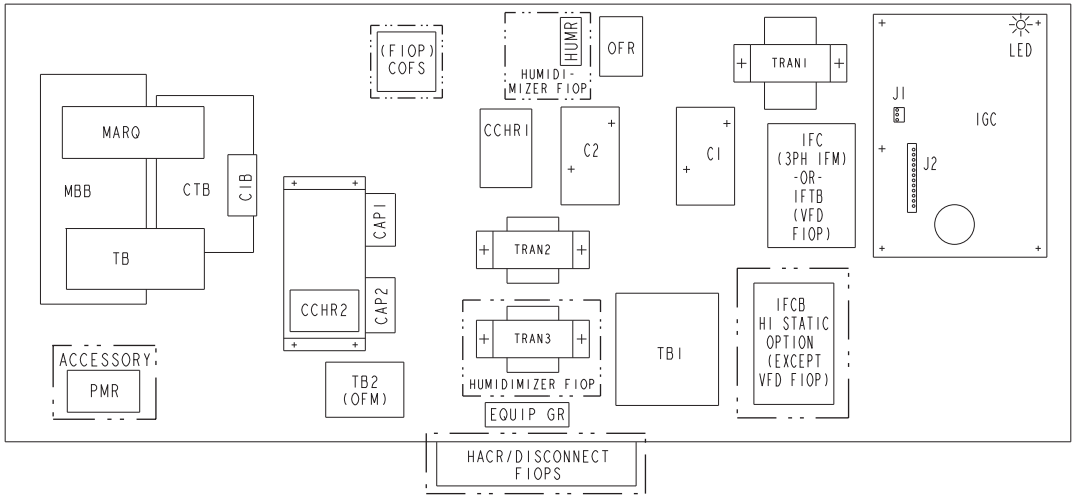 (FIOP)
COFS
HUMR
HUMIDI-
MIZER FIOP
OFR
TRAN1
LED
J1
IGC
J2
MARQ
MBB
CTB
CIB
TB
CCHR1
C2
C1
IFC
(3PH IFM)
-OR-
IFTB
(VFD
FIOP)
CAP1
CAP2
CCHR2
TRAN2
TRAN3
HUMIDIMIZER FIOP
TB1
IFCB
HI STATIC
OPTION
(EXCEPT
VFD FIOP)
ACCESSORY
PMR
TB2
(OFM)
EQUIP GR
HACR/DISCONNECT
FIOPS